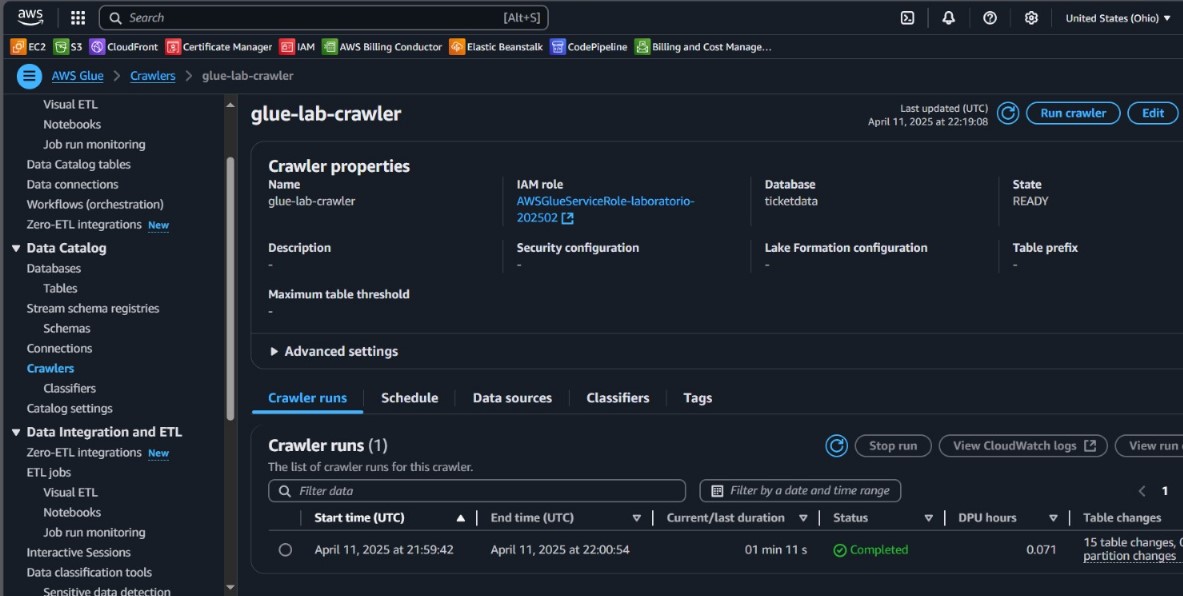 aws
Search [Alt+S]
United States (Ohio)
EC2 S3 CloudFront Certificate Manager IAM AWS Billing Conductor Elastic Beanstalk CodePipeline Billing and Cost Manage...
AWS Glue > Crawlers > glue-lab-crawler
Visual ETL
Notebooks
Job run monitoring
Data Catalog tables
Data connections
Workflows (orchestration)
Zero-ETL integrations New
Data Catalog
Databases
Tables
Stream schema registries
Schemas
Connections
Crawlers
Classifiers
Catalog settings
Data Integration and ETL
Zero-ETL integrations New
ETL jobs
Visual ETL
Notebooks
Job run monitoring
Interactive Sessions
Data classification tools
Sensitive data detection
glue-lab-crawler
Last updated (UTC)
April 11, 2025 at 22:19:08
Run crawler
Edit
Crawler properties
Name
glue-lab-crawler
IAM role
AWSGlueServiceRole-laboratorio-
202502
Database
ticketdata
State
READY
Description
-
Security configuration
-
Lake Formation configuration
-
Table prefix
-
Maximum table threshold
-
Advanced settings
Crawler runs Schedule Data sources Classifiers Tags
Crawler runs (1)
The list of crawler runs for this crawler.
Stop run View CloudWatch logs View run
Filter data Filter by a date and time range
1
Start time (UTC) End time (UTC) Current/last duration Status DPU hours Table changes
April 11, 2025 at 21:59:42 April 11, 2025 at 22:00:54 01 min 11 s Completed 0.071 15 table changes,
partition changes